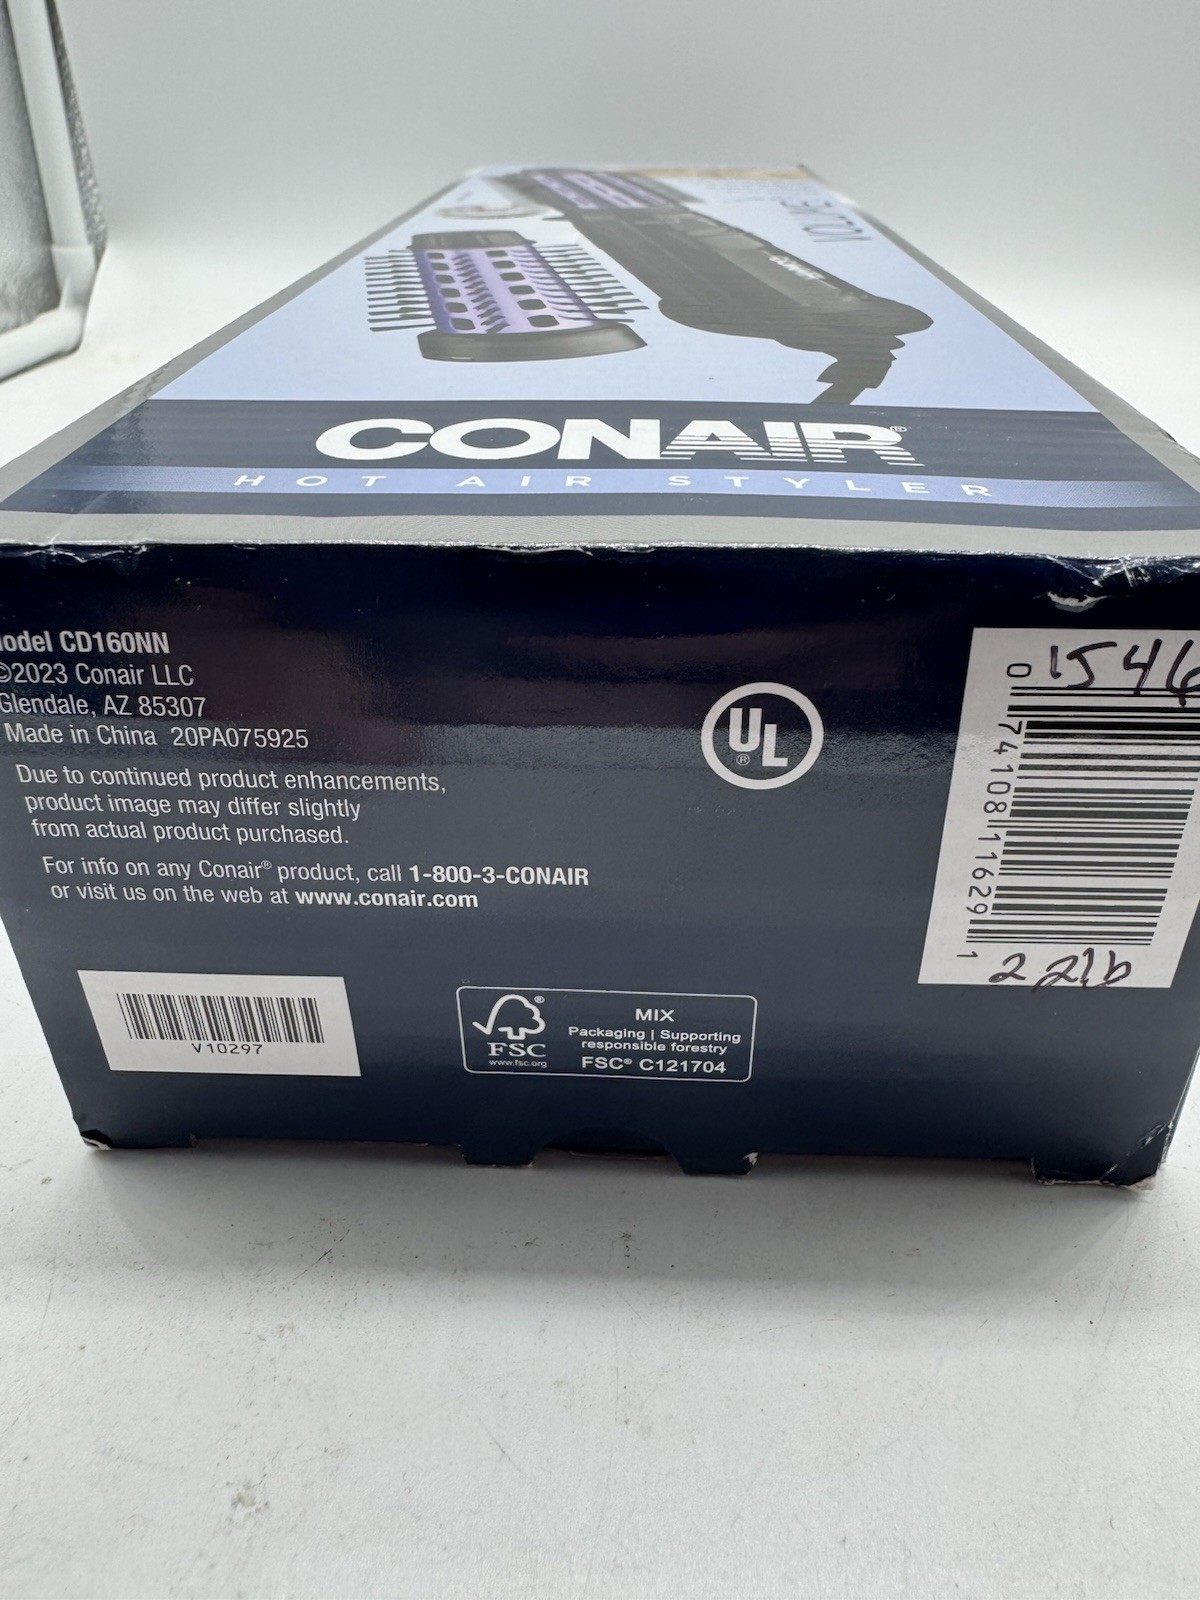 VOLUME
CONAIR
CONAIR®
HOT AIR STYLER
Model CD160NN
©2023 Conair LLC
Glendale, AZ 85307
Made in China 20PA075925
Due to continued product enhancements,
product image may differ slightly
from actual product purchased.
For info on any Conair® product, call 1-800-3-CONAIR
or visit us on the web at www.conair.com
UL
®
1546
0 74108 11629 1
2 2lb
V10297
FSC®
www.fsc.org
MIX
Packaging | Supporting
responsible forestry
FSC® C121704